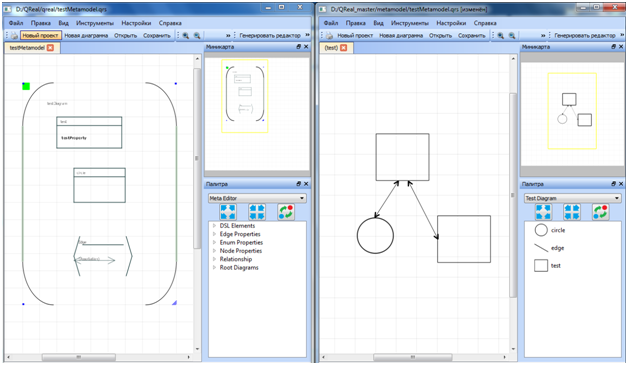 D:/QReal/qreal/testMetamodel.qrs
Файл Правка Вид Инструменты Настройки Справка
Новый проект Новая диаграмма Открыть Сохранить » Генерировать редактор »
testMetamodel
testDiagram
test
testProperty
circle
edge
Миникарта
Палитра
Meta Editor
DSL Elements
Edge Properties
Enum Properties
Node Properties
Relationship
Root Diagrams
D:/QReal_master/metamodel/testMetamodel.qrs [изменён]
Файл Правка Вид Инструменты Настройки Справка
Новый проект Новая диаграмма Открыть Сохранить » Генерировать редактор »
(test)
Миникарта
Палитра
Test Diagram
circle
edge
test